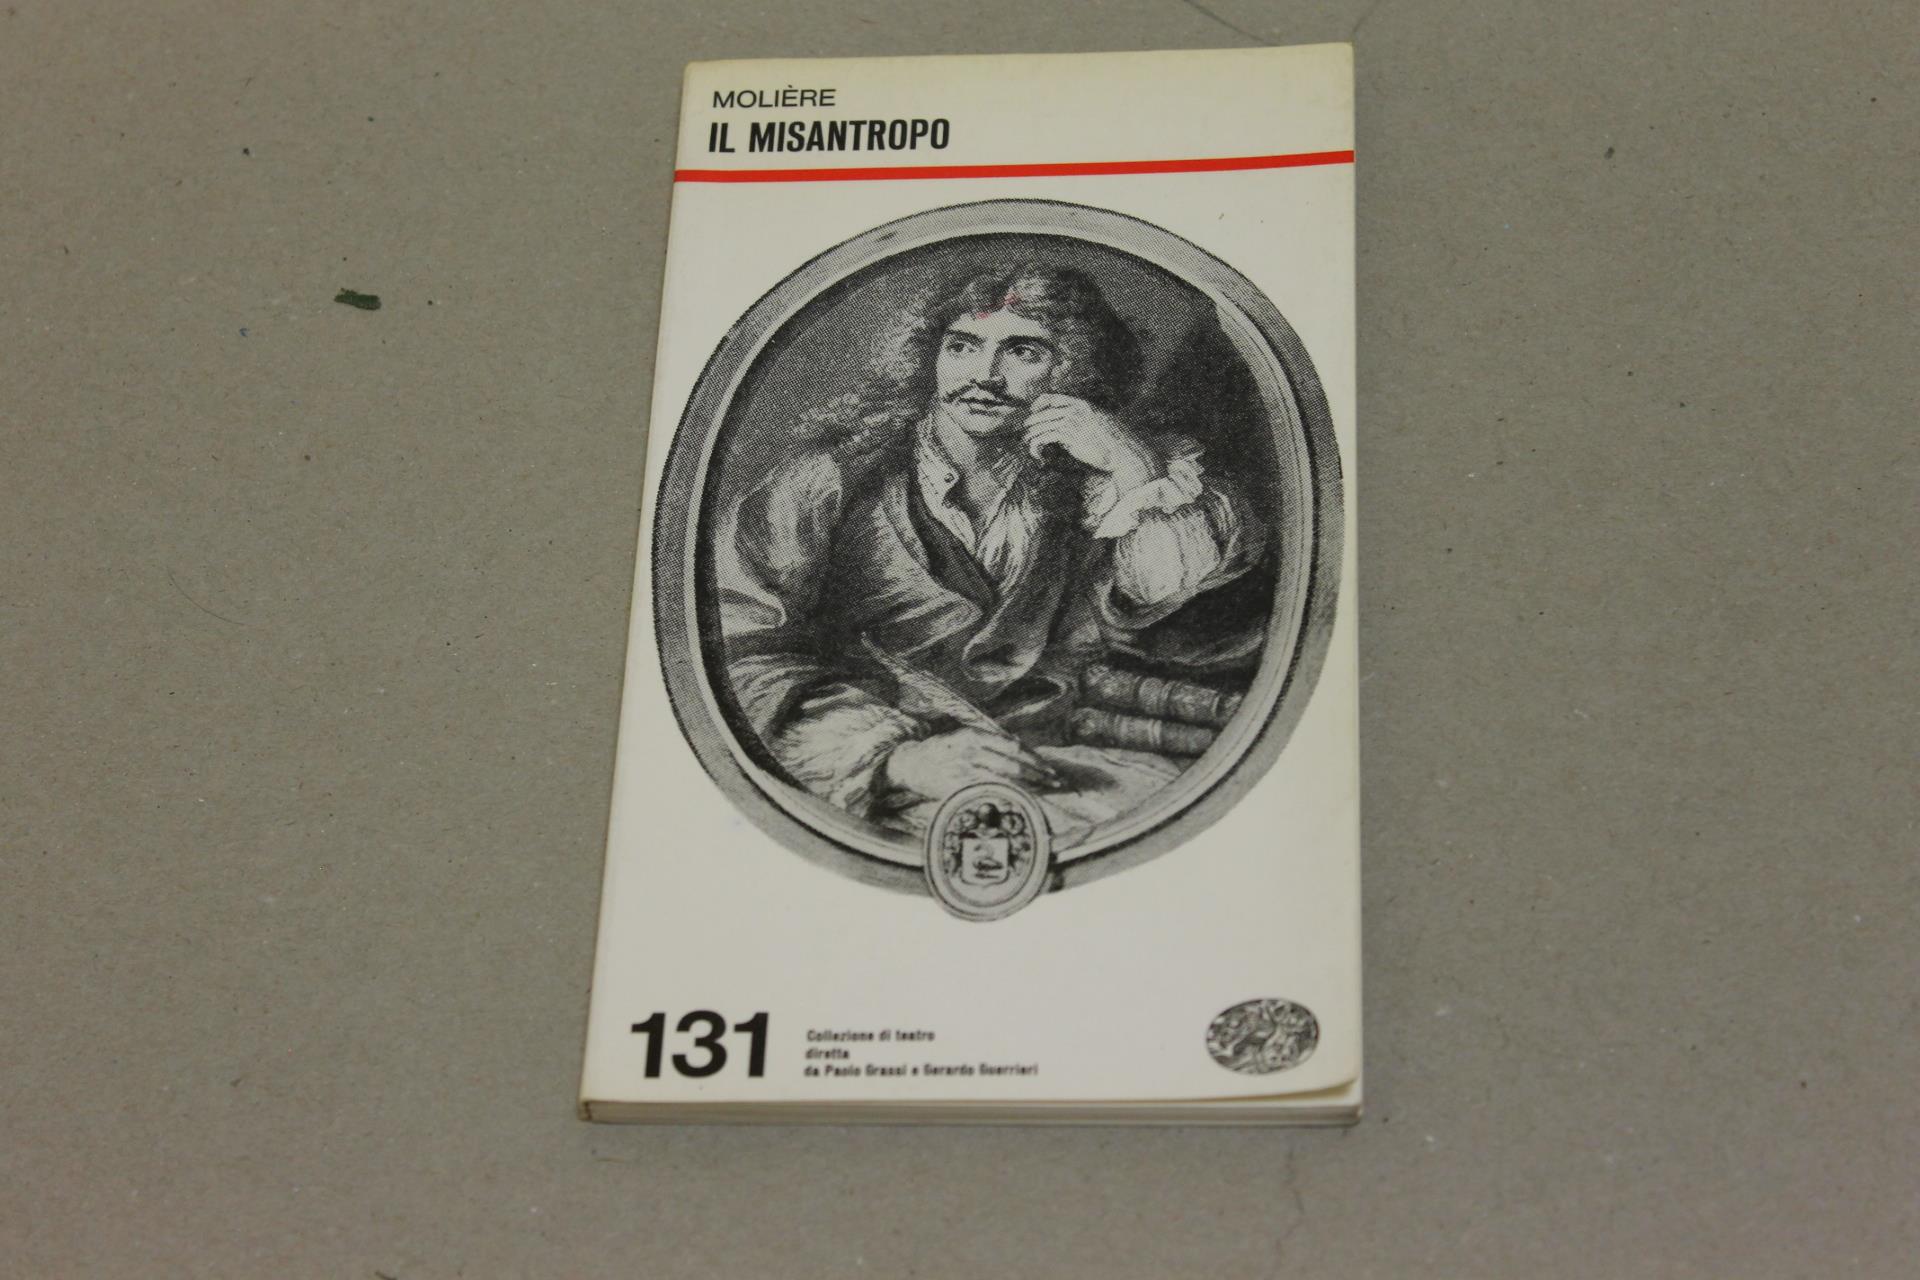 MOLIÈRE
IL MISANTROPO
131
Collezione di teatro
diretta
da Paolo Grassi e Gerardo Guerrieri